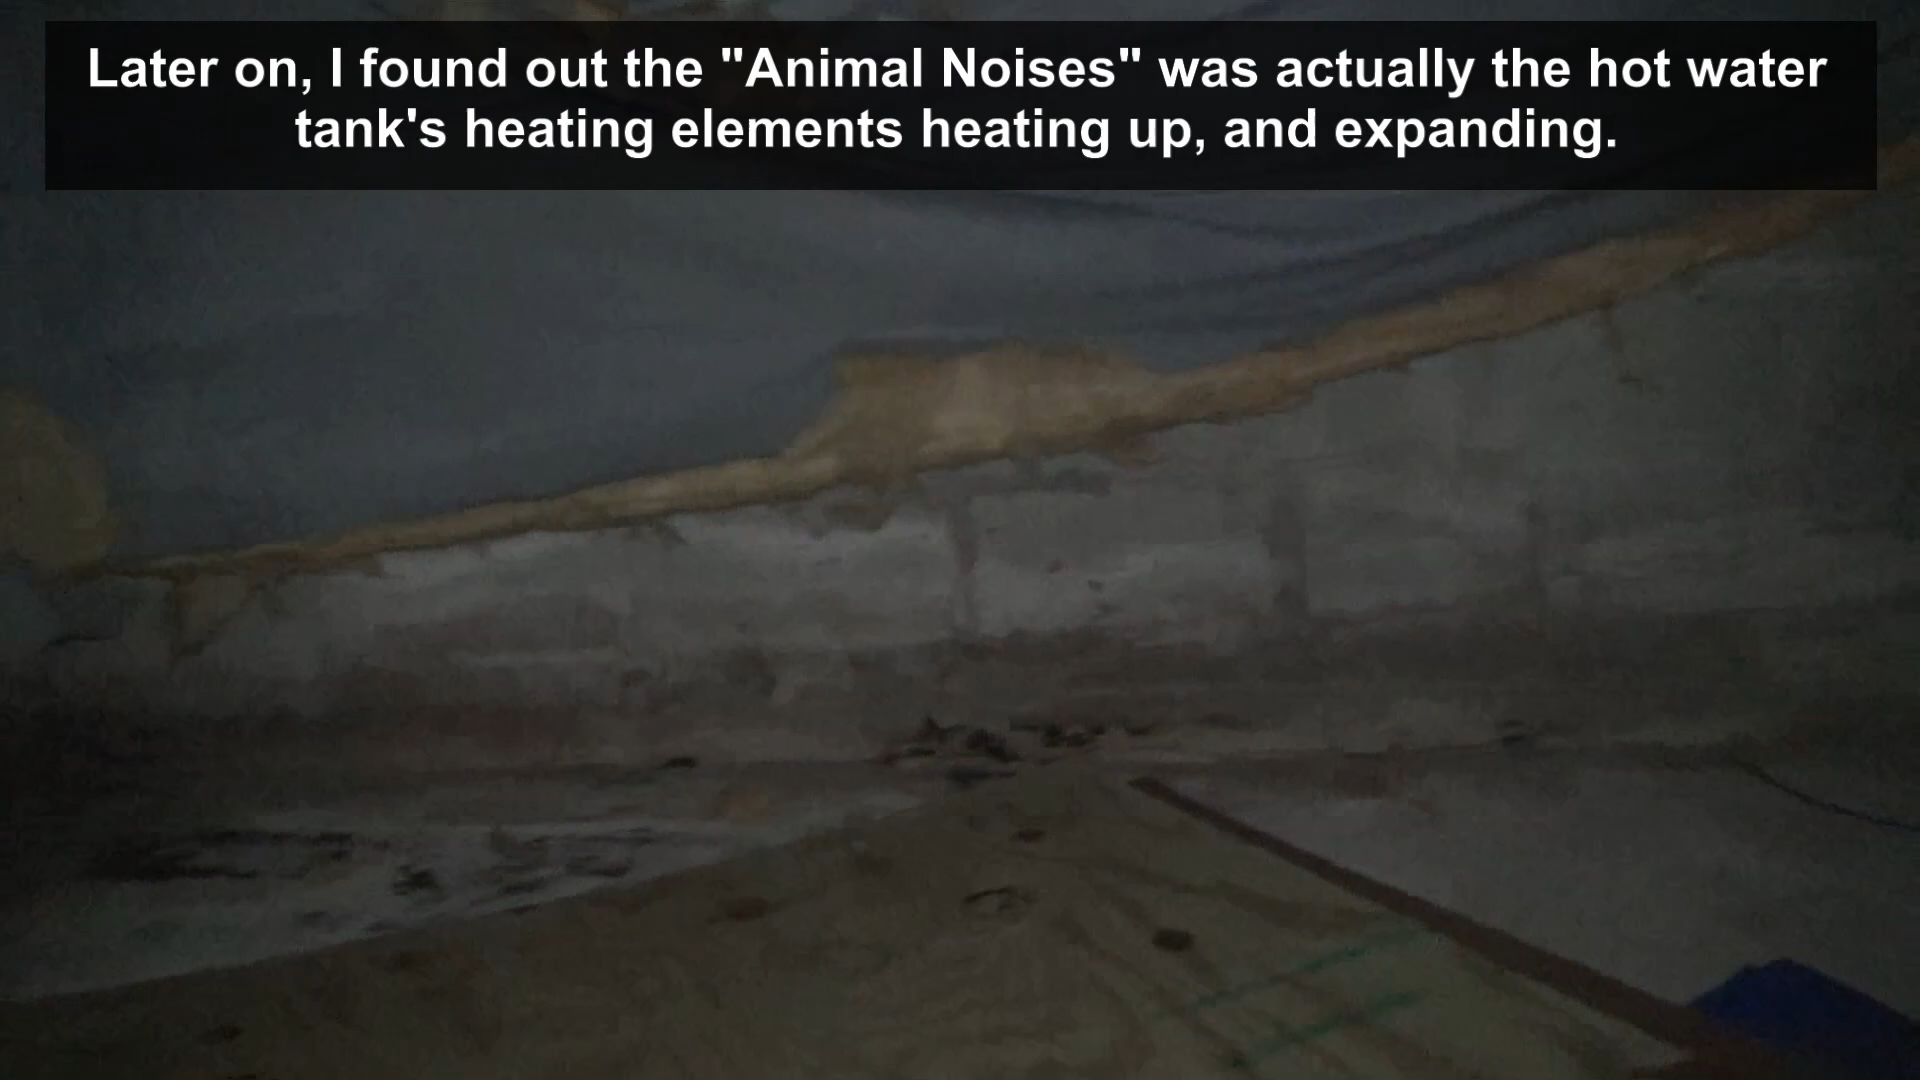 Later on, I found out the "Animal Noises" was actually the hot water
tank's heating elements heating up, and expanding.